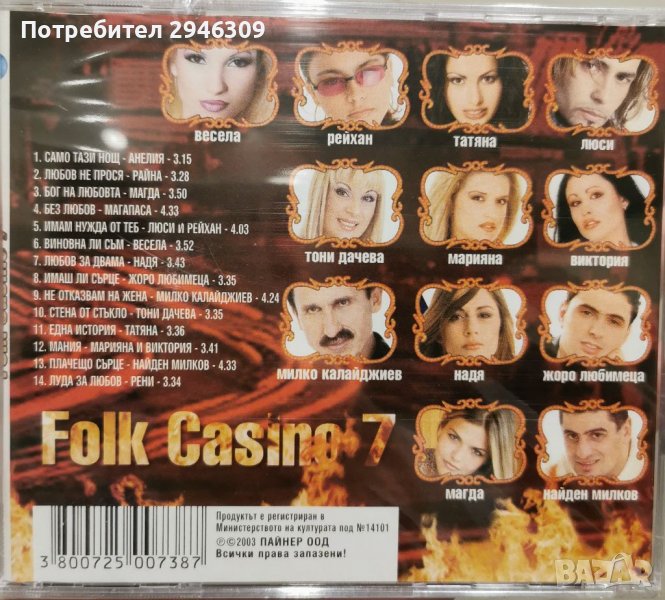 Потребител 2946309
весела
рейхан
татяна
люси
1. САМО ТАЗИ НОЩ - АНЕЛИЯ - 3.15
2. ЛЮБОВ НЕ ПРОСЯ - РАЙНА - 3.28
3. БОГ НА ЛЮБОВТА - МАГДА - 3.50
4. БЕЗ ЛЮБОВ - МАГАПАСА - 4.33
5. ИМАМ НУЖДА ОТ ТЕБ - ЛЮСИ И РЕЙХАН - 4.03
6. ВИНОВНА ЛИ СЪМ - ВЕСЕЛА - 3.52
7. ЛЮБОВ ЗА ДВАМА - НАДЯ - 3.43
8. ИМАШ ЛИ СЪРЦЕ - ЖОРО ЛЮБИМЕЦА - 3.35
9. НЕ ОТКАЗВАМ НА ЖЕНА - МИЛКО КАЛАЙДЖИЕВ - 4.24
10. СТЕНА ОТ СТЪКЛО - ТОНИ ДАЧЕВА - 3.35
11. ЕДНА ИСТОРИЯ - ТАТЯНА - 3.36
12. МАНИЯ - МАРИЯНА И ВИКТОРИЯ - 3.41
13. ПЛАЧЕЩО СЪРЦЕ - НАЙДЕН МИЛКОВ - 4.33
14. ЛУДА ЗА ЛЮБОВ - РЕНИ - 3.34
тони дачева
марияна
виктория
милко калайджиев
надя
жоро любимеца
магда
найден милков
Folk Casino 7
Продуктът е регистриран в
Министерството на културата под №14101
℗©2003 ПАЙНЕР ООД
Всички права запазени!
3 800725 007387
BAZAR